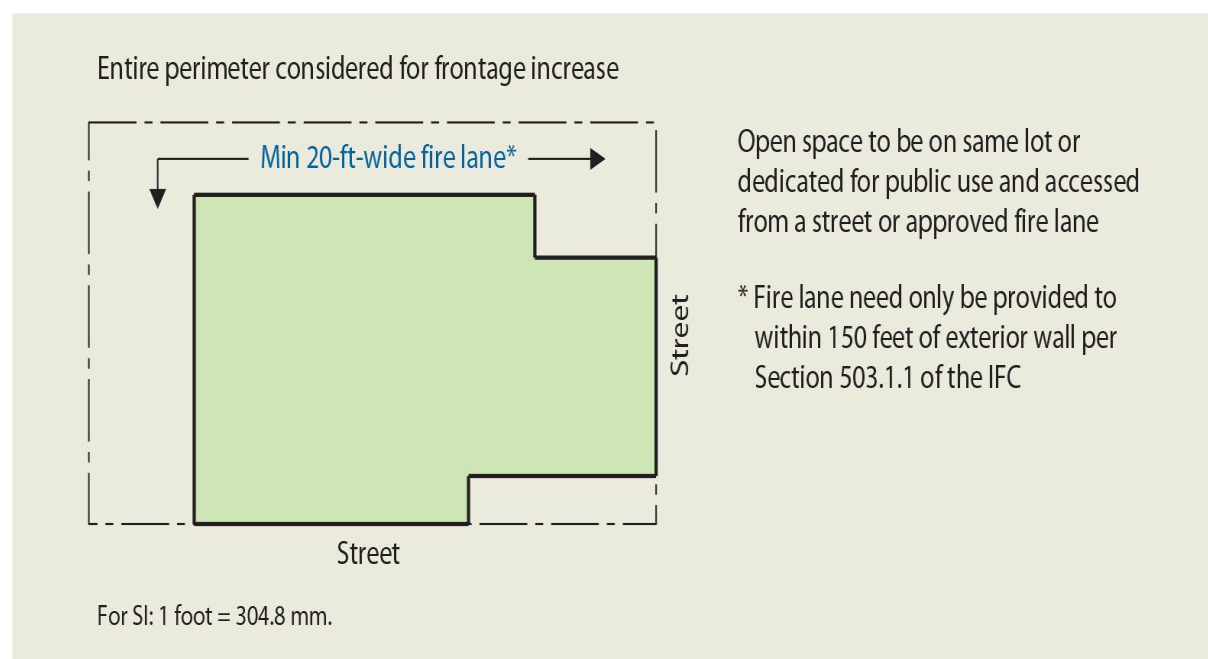 Entire perimeter considered for frontage increase
Min 20-ft-wide fire lane*
Open space to be on same lot or
dedicated for public use and accessed
from a street or approved fire lane
* Fire lane need only be provided to
within 150 feet of exterior wall per
Section 503.1.1 of the IFC
Street
Street
For SI: 1 foot = 304.8 mm.